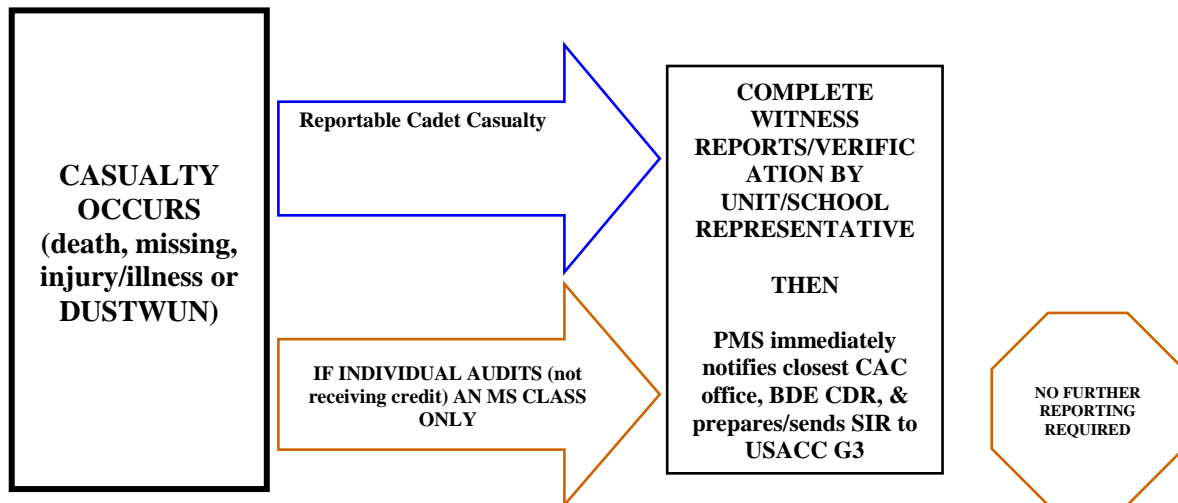 CASUALTY
OCCURS
(death, missing,
injury/illness or
DUSTWUN)
Reportable Cadet Casualty
IF INDIVIDUAL AUDITS (not
receiving credit) AN MS CLASS
ONLY
COMPLETE
WITNESS
REPORTS/VERIFIC
ATION BY
UNIT/SCHOOL
REPRESENTATIVE
THEN
PMS immediately
notifies closest CAC
office, BDE CDR, &
prepares/sends SIR to
USACC G3
NO FURTHER
REPORTING
REQUIRED